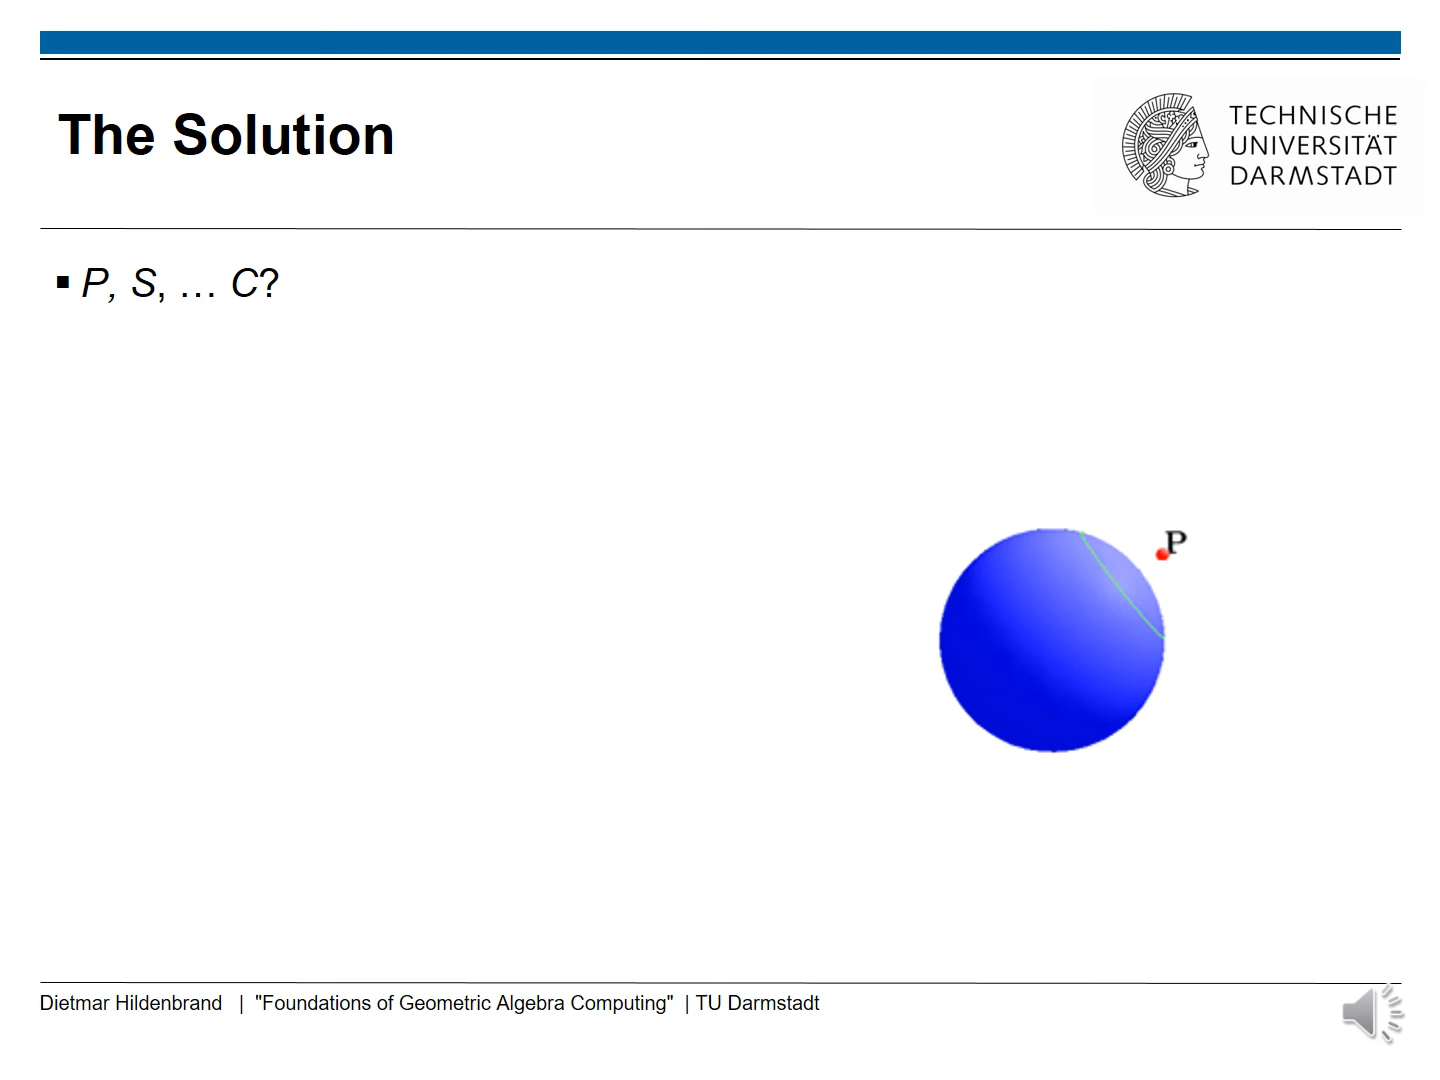 The Solution
TECHNISCHE
UNIVERSITÄT
DARMSTADT
▪ P, S, … C?
P
Dietmar Hildenbrand | "Foundations of Geometric Algebra Computing" | TU Darmstadt